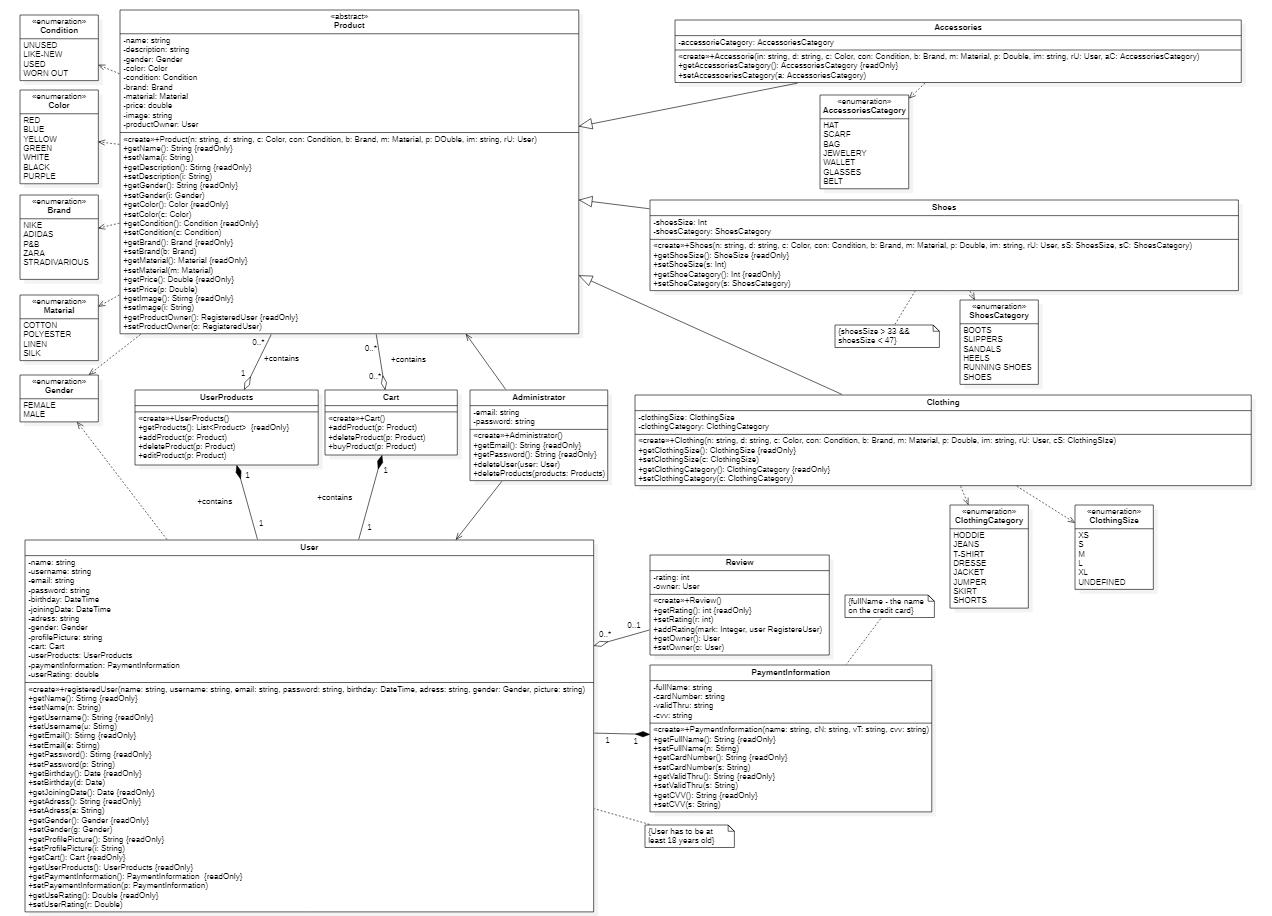 «enumeration»
Condition
UNUSED
LIKE-NEW
USED
WORN OUT
«enumeration»
Color
RED
BLUE
YELLOW
GREEN
WHITE
BLACK
PURPLE
«enumeration»
Brand
NIKE
ADIDAS
P&B
ZARA
STRADIVARIOUS
«enumeration»
Material
COTTON
POLYESTER
LINEN
SILK
«enumeration»
Gender
FEMALE
MALE
«abstract»
Product
-name: string
-description: string
-gender: Gender
-color: Color
-condition: Condition
-brand: Brand
-material: Material
-price: double
-image: string
-productOwner: User
«create»+Product(n: string, d: string, c: Color, con: Condition, b: Brand, m: Material, p: DOuble, im: string, rU: User)
+getName(): String {readOnly}
+setNama(i: String)
+getDescription(): Stirng {readOnly}
+setDescription(i: String)
+getGender(): String {readOnly}
+setGender(i: Gender)
+getColor(): Color {readOnly}
+setColor(c: Color)
+getCondition(): Condition {readOnly}
+setCondition(c: Condition)
+getBrand(): Brand {readOnly}
+setBrand(b: Brand)
+getMaterial(): Material {readOnly}
+setMaterial(m: Material)
+getPrice(): Double {readOnly}
+setPrice(p: Double)
+getImage(): Stirng {readOnly}
+setImage(i: String)
+getProductOwner(): RegisteredUser {readOnly}
+setProductOwner(o: RegiateredUser)
Accessories
-accessorieCategory: AccessoriesCategory
«create»+Accessorie(in: string, d: string, c: Color, con: Condition, b: Brand, m: Material, p: Double, im: string, rU: User, aC: AccessoriesCategory)
+getAccessoriesCategory(): AccessoriesCategory {readOnly}
+setAccessoeriesCategory(a: AccessoriesCategory)
«enumeration»
AccessoriesCategory
HAT
SCARF
BAG
JEWELERY
WALLET
GLASSES
BELT
Shoes
-shoesSize: Int
-shoesCategory: ShoesCategory
«create»+Shoes(n: string, d: string, c: Color, con: Condition, b: Brand, m: Material, p: Double, im: string, rU: User, sS: ShoesSize, sC: ShoesCategory)
+getShoeSize(): ShoeSize {readOnly}
+setShoeSize(s: Int)
+getShoeCategory(): Int {readOnly}
+setShoeCategory(s: ShoesCategory)
{shoesSize > 33 &&
shoesSize < 47}
«enumeration»
ShoesCategory
BOOTS
SLIPPERS
SANDALS
HEELS
RUNNING SHOES
SHOES
0..*
+contains
1
0..*
+contains
0..*
UserProducts
«create»+UserProducts()
+getProducts(): List<Product> {readOnly}
+addProduct(p: Product)
+deleteProduct(p: Product)
+editProduct(p: Product)
Cart
«create»+Cart()
+addProduct(p: Product)
+deleteProduct(p: Product)
+buyProduct(p: Product)
Administrator
-email: string
-password: string
«create»+Administrator()
+getEmail(): String {readOnly}
+getPassword(): String {readOnly}
+deleteUser(user: User)
+deleteProducts(products: Products)
Clothing
-clothingSize: ClothingSize
-clothingCategory: ClothingCategory
«create»+Clothing(n: string, d: string, c: Color, con: Condition, b: Brand, m: Material, p: Double, im: string, rU: User, cS: ClothingSIze)
+getClothingSize(): ClothingSize {readOnly}
+setClothingSize(c: ClothingSize)
+getClothingCategory(): ClothingCategory {readOnly}
+setClothingCategory(c: ClothingCategory)
«enumeration»
ClothingCategory
HODDIE
JEANS
T-SHIRT
DRESSE
JACKET
JUMPER
SKIRT
SHORTS
«enumeration»
ClothingSize
XS
S
M
L
XL
UNDEFINED
1
+contains
1
1
+contains
1
User
-name: string
-username: string
-email: string
-password: string
-birthday: DateTime
-joiningDate: DateTime
-adress: string
-gender: Gender
-profilePicture: string
-cart: Cart
-userProducts: UserProducts
-paymentInformation: PaymentInformation
-userRating: double
«create»+registeredUser(name: string, username: string, email: string, password: string, birthday: DateTime, adress: string, gender: Gender, picture: string)
+getName(): Stirng {readOnly}
+setName(n: String)
+getUsername(): String {readOnly}
+setUsername(u: Stirng)
+getEmail(): Stirng {readOnly}
+setEmail(e: String)
+getPassword(): String {readOnly}
+setPassword(p: String)
+getBirthday(): Date {readOnly}
+setBirthday(d: Date)
+getJoiningDate(): Date {readOnly}
+getAdress(): String {readOnly}
+setAdress(a: String)
+getGender(): Gender {readOnly}
+setGender(g: Gender)
+getProfilePicture(): String {readOnly}
+setProfilePicture(i: String)
+getCart(): Cart {readOnly}
+getUserProducts(): UserProducts {readOnly}
+getPaymentInformation(): PaymentInformation {readOnly}
+setPayementInformation(p: PaymentInformation)
+getUseRating(): Double {readOnly}
+setUserRating(r: Double)
0..*
0..1
Review
-rating: int
-owner: User
«create»+Review()
+getRating(): int {readOnly}
+setRating(r: int)
+addRating(mark: Integer, user RegistereUser)
+getOwner(): User
+setOwner(o: User)
{fullName - the name
on the credit card}
PaymentInformation
-fullName: string
-cardNumber: string
-validThru: string
-cvv: string
«create»+PaymentInformation(name: string, cN: string, vT: string, cvv: string)
+getFullName(): String {readOnly}
+setFullName(n: Stirng)
+getCardNumber(): String {readOnly}
+setCardNumber(s: String)
+getValidThru(): String {readOnly}
+setValidThru(s: String)
+getCVV(): String {readOnly}
+setCVV(s: String)
1
1
{User has to be at
least 18 years old}